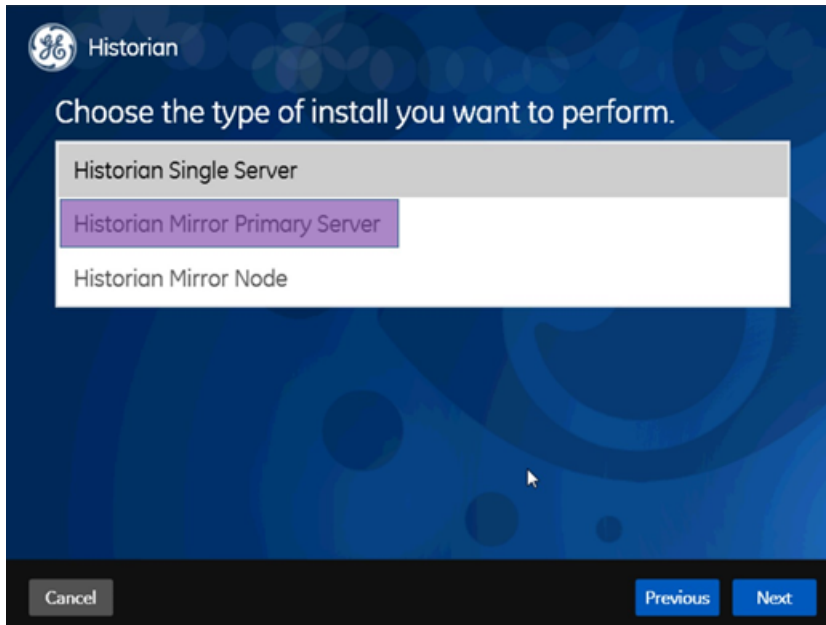 Historian
Choose the type of install you want to perform.
Historian Single Server
Historian Mirror Primary Server
Historian Mirror Node
Cancel
Previous
Next